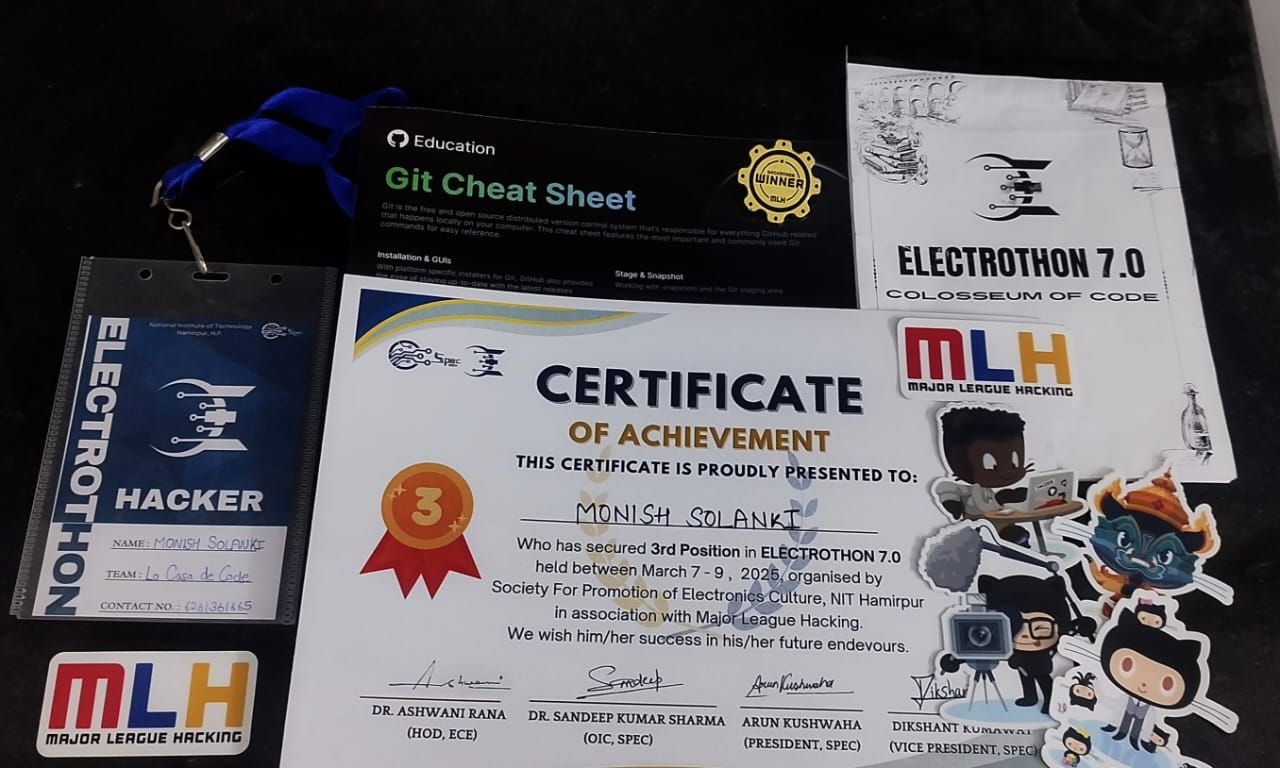 Education
Git Cheat Sheet
Git is the free and open source distributed version control system that's responsible for everything GitHub related
that happens locally on your computer. This cheat sheet features the most important and commonly used Git
commands for easy reference.
Installation & GUIs
With platform specific installers for Git, GitHub also provides
the ease of staying up-to-date with the latest releases
Stage & Snapshot
Working with snapshots and the Git staging area
HACKATHON
WINNER
MLH
ELECTROTHON 7.0
COLOSSEUM OF CODE
MLH
MAJOR LEAGUE HACKING
National Institute of Technology
Hamirpur, H.P.
Spec
ELECTROTHON
HACKER
NAME : MONISH SOLANKI
TEAM : La Casa de Code
CONTACT NO. : 6261361665
MLH
MAJOR LEAGUE HACKING
Spec
CERTIFICATE
OF ACHIEVEMENT
THIS CERTIFICATE IS PROUDLY PRESENTED TO:
MONISH SOLANKI
3
Who has secured 3rd Position in ELECTROTHON 7.0
held between March 7 - 9 , 2025, organised by
Society For Promotion of Electronics Culture, NIT Hamirpur
in association with Major League Hacking.
We wish him/her success in his/her future endevours.
Ashwani
Sandeep
Arun Kushwaha
Dikshant
DR. ASHWANI RANA
(HOD, ECE)
DR. SANDEEP KUMAR SHARMA
(OIC, SPEC)
ARUN KUSHWAHA
(PRESIDENT, SPEC)
DIKSHANT KUMAWAT
(VICE PRESIDENT, SPEC)